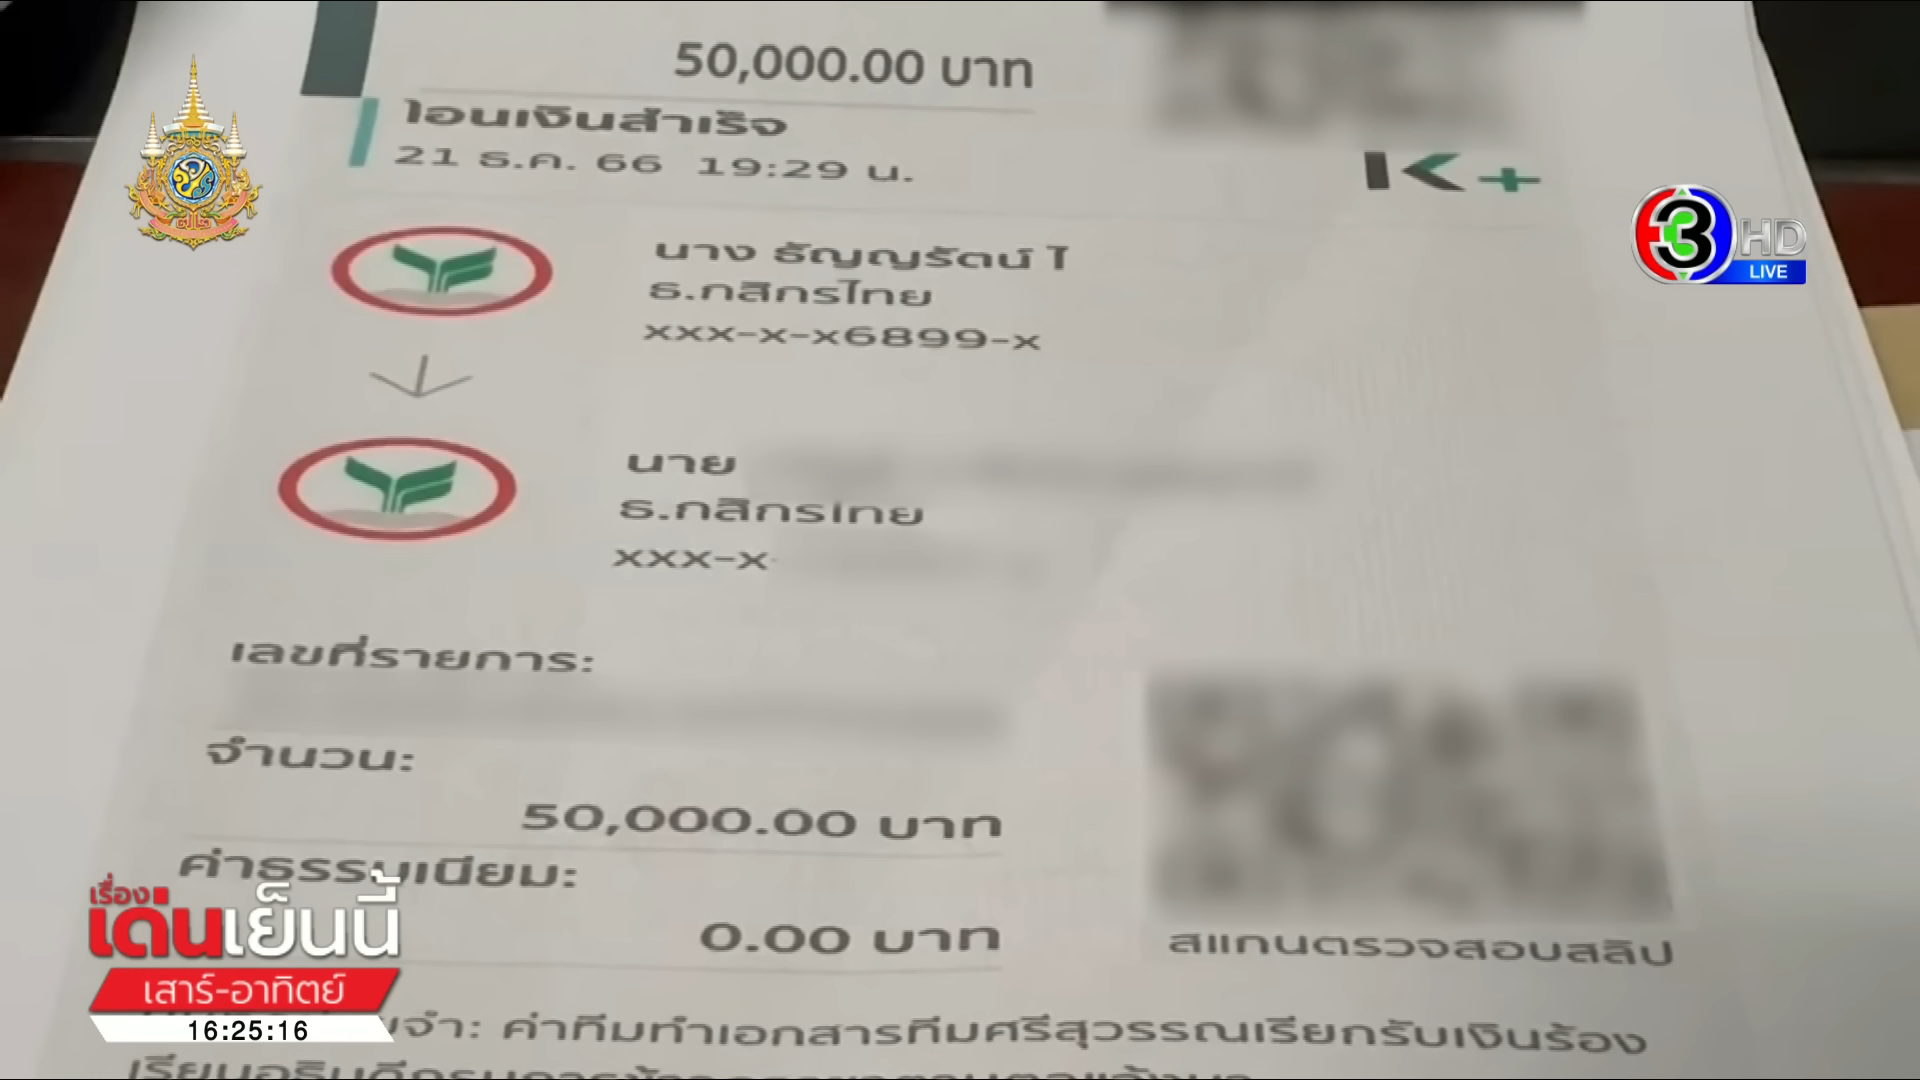 50,000.00 บาท
โอนเงินสำเร็จ
21 ธ.ค. 66 19:29 น.
K+
3 HD
LIVE
นาง ธัญญรัตน์ ไ
ธ.กสิกรไทย
xxx-x-x6899-x
นาย
ธ.กสิกรไทย
xxx-x-
เลขที่รายการ:
จำนวน:
50,000.00 บาท
ค่าธรรมเนียม:
0.00 บาท
สแกนตรวจสอบสลิป
เรื่อง
เด่นเย็นนี้
เสาร์-อาทิตย์
16:25:16
ค่าทีมทำเอกสารทีมศรีสุวรรณเรียกรับเงินร้อง